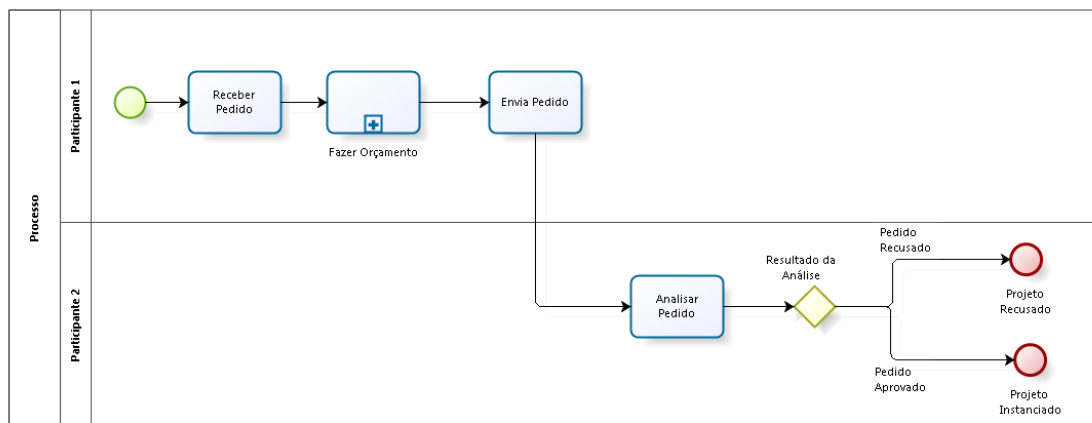 Processo
Participante 1
Receber
Pedido
Fazer Orçamento
Envia Pedido
Participante 2
Analisar
Pedido
Resultado da
Análise
Pedido
Recusado
Projeto
Recusado
Pedido
Aprovado
Projeto
Instanciado